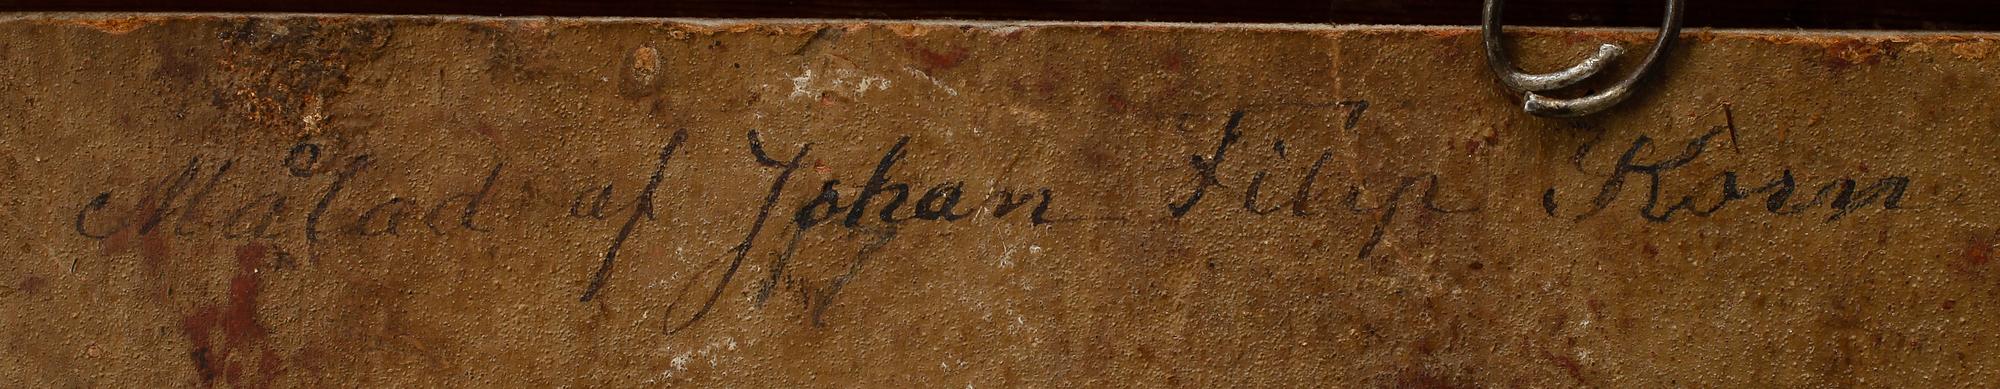 Målad af Johan Filip Korn